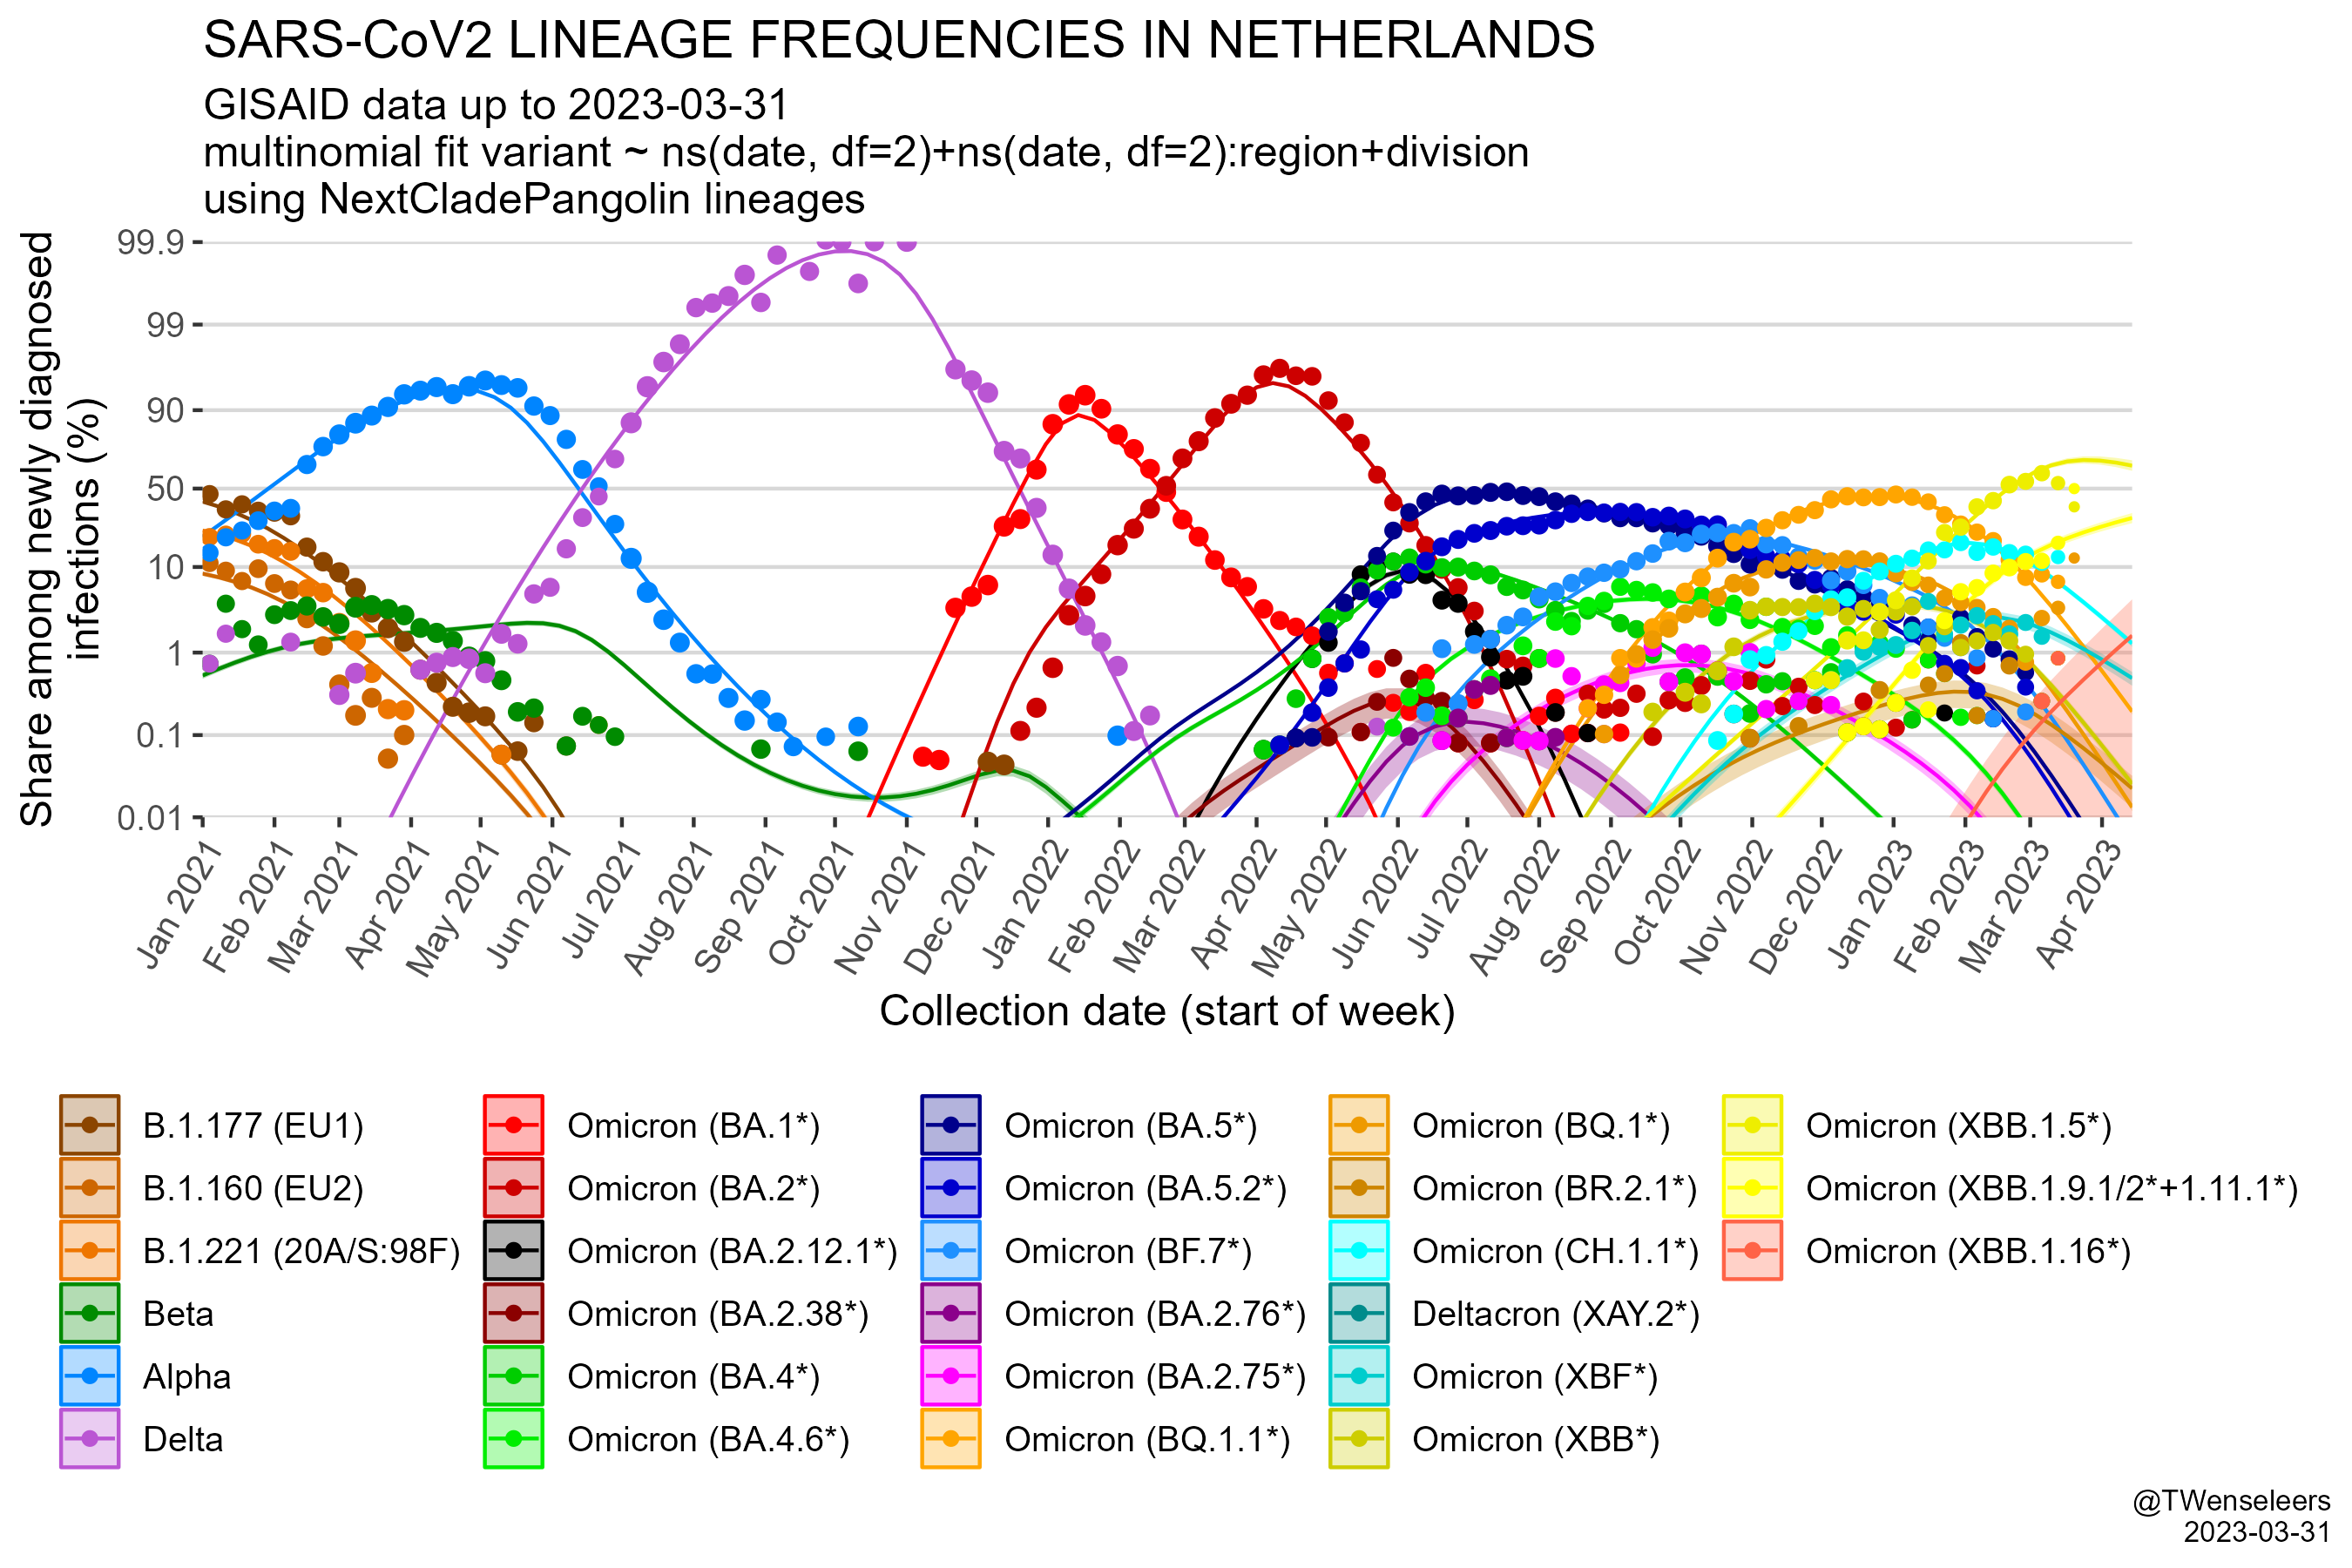 SARS-CoV2 LINEAGE FREQUENCIES IN NETHERLANDS
GISAID data up to 2023-03-31
multinomial fit variant ~ ns(date, df=2)+ns(date, df=2):region+division
using NextCladePangolin lineages
Share among newly diagnosed
infections (%)
99.9
99
90
50
10
1
0.1
0.01
Jan 2021
Feb 2021
Mar 2021
Apr 2021
May 2021
Jun 2021
Jul 2021
Aug 2021
Sep 2021
Oct 2021
Nov 2021
Dec 2021
Jan 2022
Feb 2022
Mar 2022
Apr 2022
May 2022
Jun 2022
Jul 2022
Aug 2022
Sep 2022
Oct 2022
Nov 2022
Dec 2022
Jan 2023
Feb 2023
Mar 2023
Apr 2023
Collection date (start of week)
B.1.177 (EU1)
B.1.160 (EU2)
B.1.221 (20A/S:98F)
Beta
Alpha
Delta
Omicron (BA.1*)
Omicron (BA.2*)
Omicron (BA.2.12.1*)
Omicron (BA.2.38*)
Omicron (BA.4*)
Omicron (BA.4.6*)
Omicron (BA.5*)
Omicron (BA.5.2*)
Omicron (BF.7*)
Omicron (BA.2.76*)
Omicron (BA.2.75*)
Omicron (BQ.1.1*)
Omicron (BQ.1*)
Omicron (BR.2.1*)
Omicron (CH.1.1*)
Deltacron (XAY.2*)
Omicron (XBF*)
Omicron (XBB*)
Omicron (XBB.1.5*)
Omicron (XBB.1.9.1/2*+1.11.1*)
Omicron (XBB.1.16*)
@TWenseleers
2023-03-31